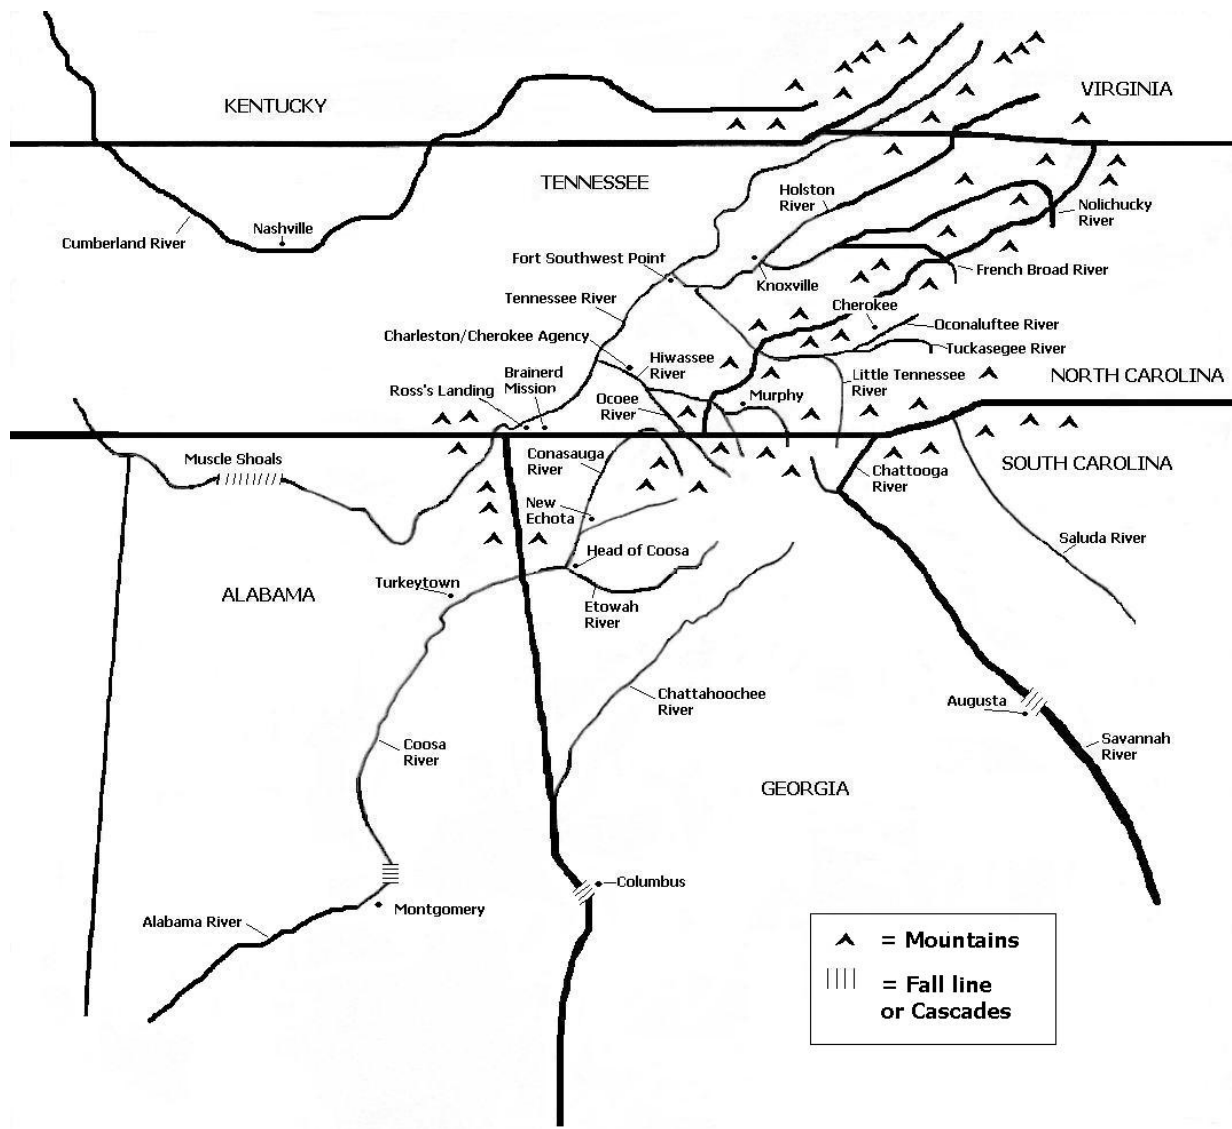 KENTUCKY
VIRGINIA
TENNESSEE
Holston
River
Nolichucky
River
Cumberland River
Nashville
Fort Southwest Point
French Broad River
Knoxville
Tennessee River
Cherokee
Oconaluftee River
Charleston/Cherokee Agency
Tuckasegee River
Hiwassee
River
Brainerd
Mission
Ross's Landing
Little Tennessee
River
NORTH CAROLINA
Ocoee
River
Murphy
Muscle Shoals
Conasauga
River
Chattooga
River
SOUTH CAROLINA
New
Echota
Saluda River
Head of Coosa
Turkeytown
ALABAMA
Etowah
River
Chattahoochee
River
Augusta
Coosa
River
Savannah
River
GEORGIA
Columbus
Montgomery
Alabama River
= Mountains
= Fall line
or Cascades